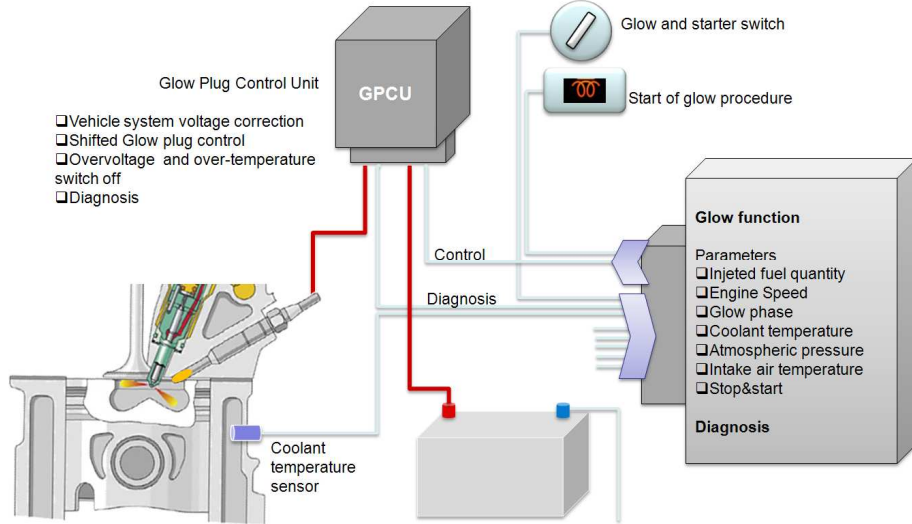 Glow and starter switch
Glow Plug Control Unit
GPCU
Start of glow procedure
❑Vehicle system voltage correction
❑Shifted Glow plug control
❑Overvoltage and over-temperature
switch off
❑Diagnosis
Glow function
Control
Parameters
❑Injeted fuel quantity
❑Engine Speed
❑Glow phase
❑Coolant temperature
❑Atmospheric pressure
❑Intake air temperature
❑Stop&start
Diagnosis
Diagnosis
Coolant
temperature
sensor